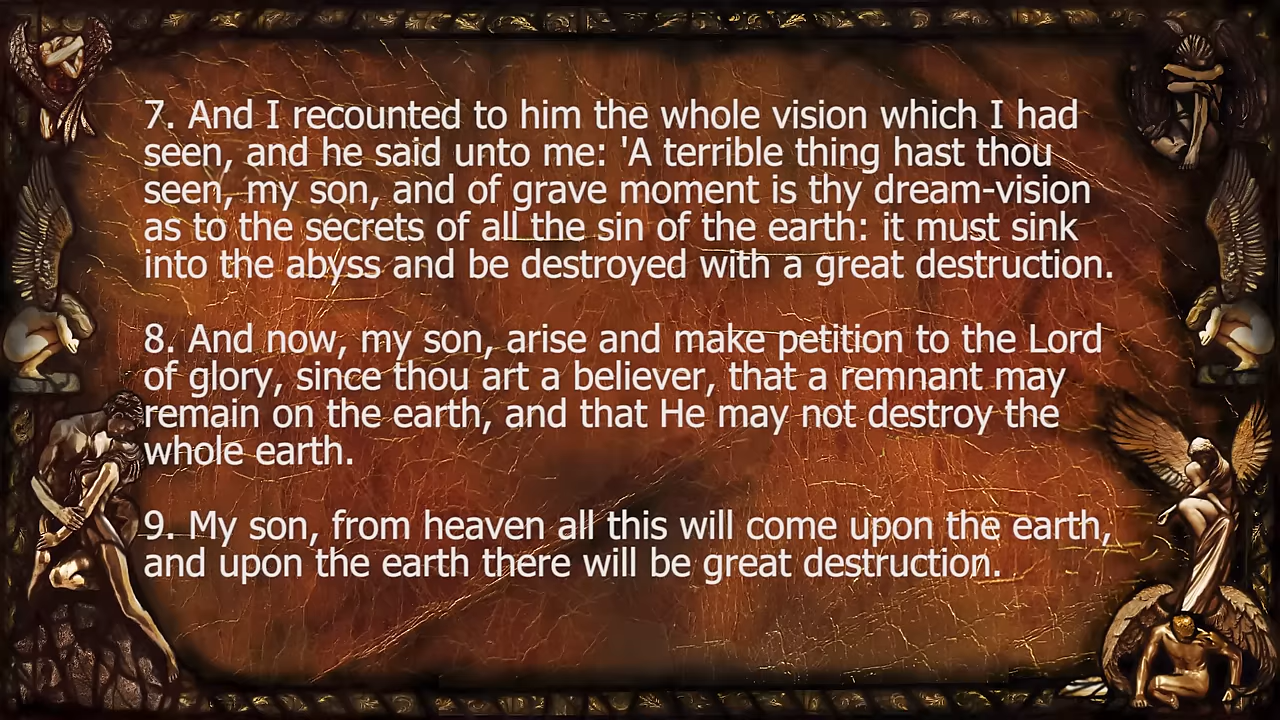 7. And I recounted to him the whole vision which I had
seen, and he said unto me: 'A terrible thing hast thou
seen, my son, and of grave moment is thy dream-vision
as to the secrets of all the sin of the earth: it must sink
into the abyss and be destroyed with a great destruction.
8. And now, my son, arise and make petition to the Lord
of glory, since thou art a believer, that a remnant may
remain on the earth, and that He may not destroy the
whole earth.
9. My son, from heaven all this will come upon the earth,
and upon the earth there will be great destruction.